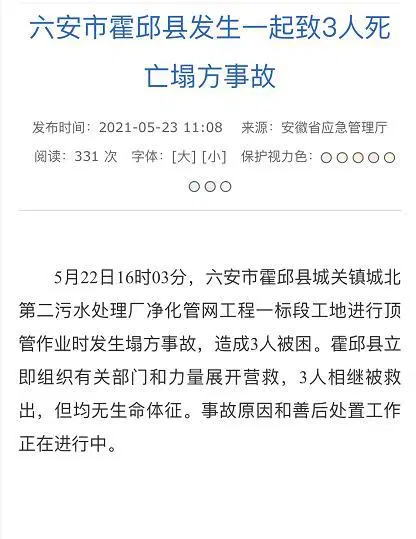 六安市霍邱县发生一起致3人死
亡塌方事故
发布时间：2021-05-23 11:08 来源：安徽省应急管理厅
阅读：331 次 字体：[大] [小] 保护视力色：
5月22日16时03分，六安市霍邱县城关镇城北
第二污水处理厂净化管网工程一标段工地进行顶
管作业时发生塌方事故，造成3人被困。霍邱县立
即组织有关部门和力量展开营救，3人相继被救
出，但均无生命体征。事故原因和善后处置工作
正在进行中。